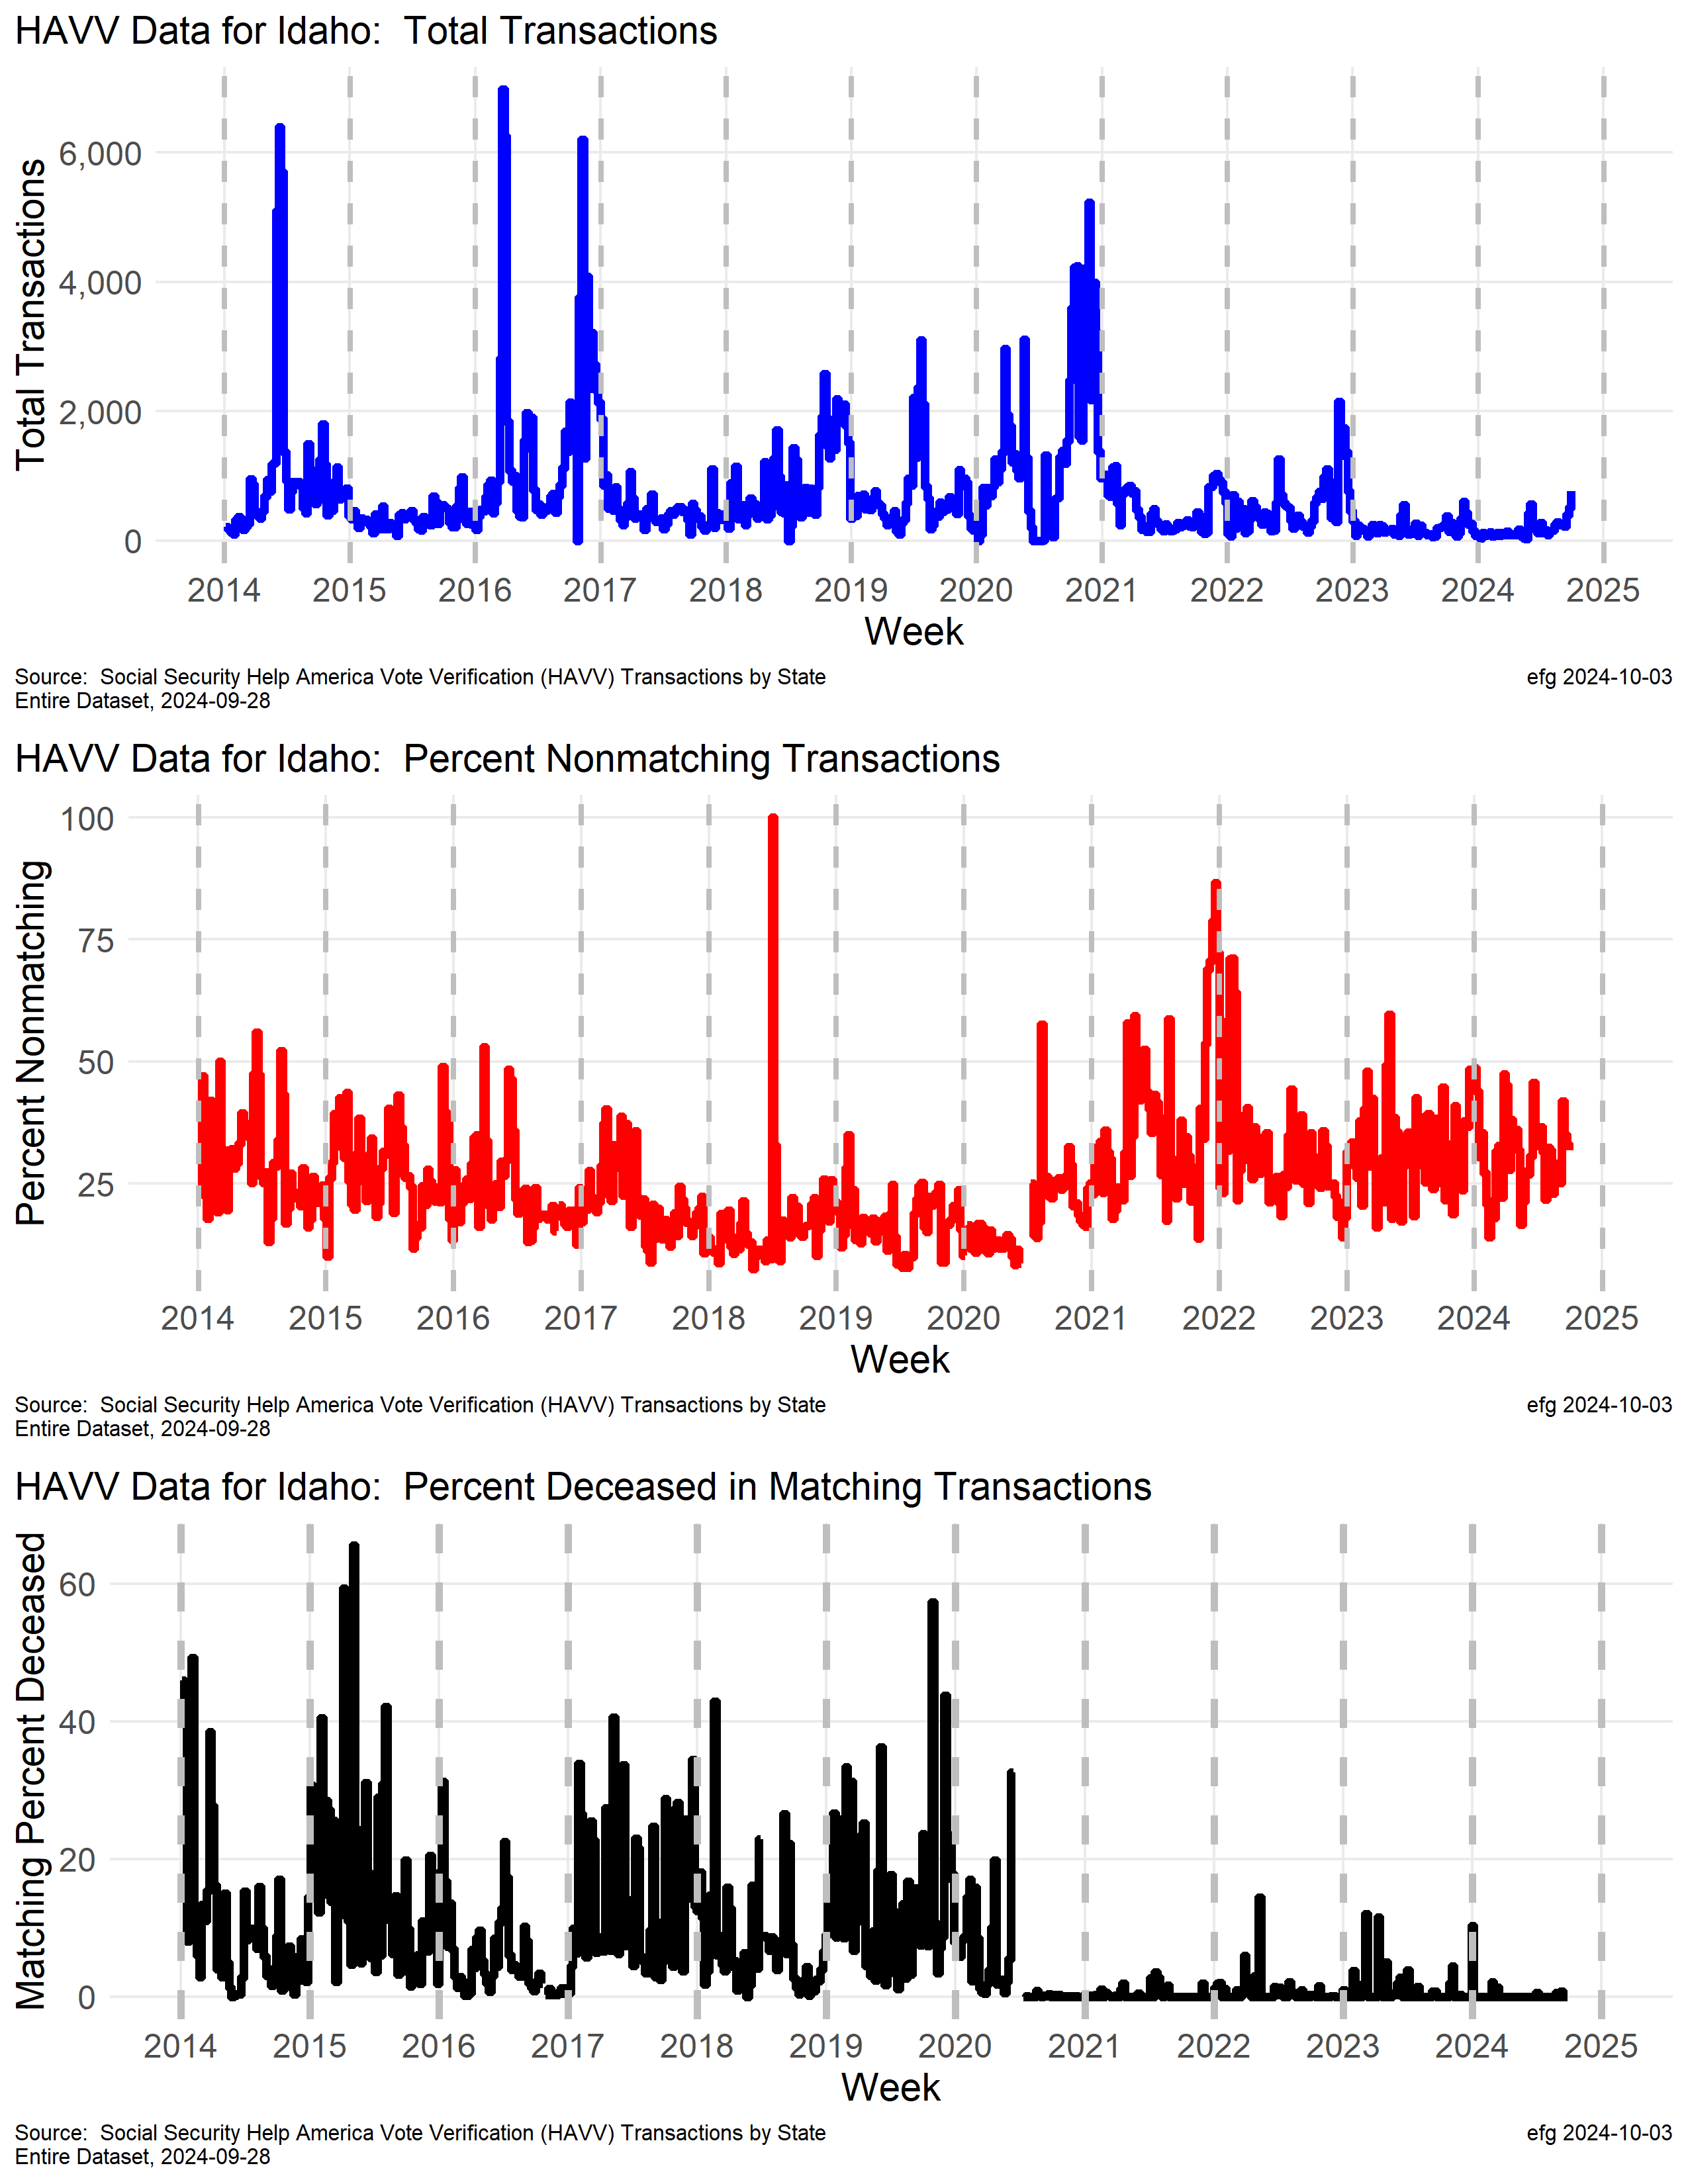 HAVV Data for Idaho:  Total Transactions
Total Transactions
6,000
4,000
2,000
0
2014 2015 2016 2017 2018 2019 2020 2021 2022 2023 2024 2025
Week
Source:  Social Security Help America Vote Verification (HAVV) Transactions by State efg 2024-10-03
Entire Dataset, 2024-09-28
HAVV Data for Idaho:  Percent Nonmatching Transactions
Percent Nonmatching
100
75
50
25
2014 2015 2016 2017 2018 2019 2020 2021 2022 2023 2024 2025
Week
Source:  Social Security Help America Vote Verification (HAVV) Transactions by State efg 2024-10-03
Entire Dataset, 2024-09-28
HAVV Data for Idaho:  Percent Deceased in Matching Transactions
Matching Percent Deceased
60
40
20
0
2014 2015 2016 2017 2018 2019 2020 2021 2022 2023 2024 2025
Week
Source:  Social Security Help America Vote Verification (HAVV) Transactions by State efg 2024-10-03
Entire Dataset, 2024-09-28